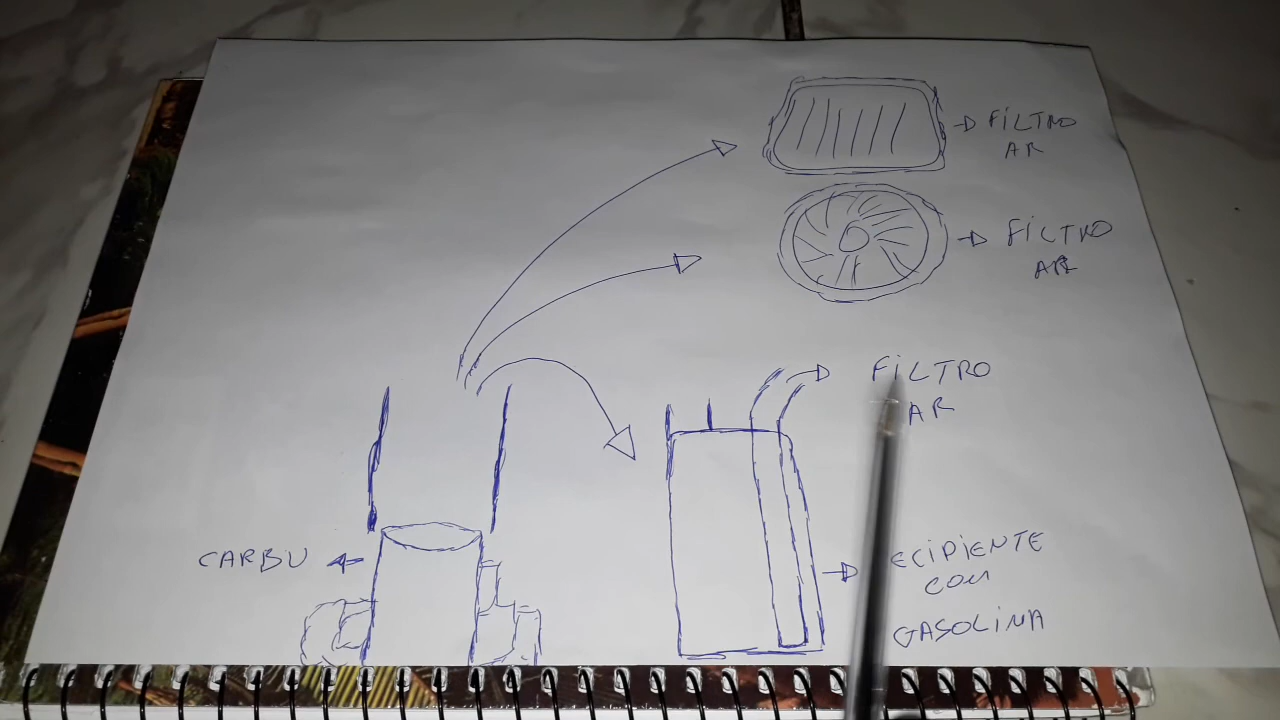 FiLTRO
AR
FiLTRO
AR
FiLTRO
AR
CARBU
ECIPIENTE
COM
GASOLINA